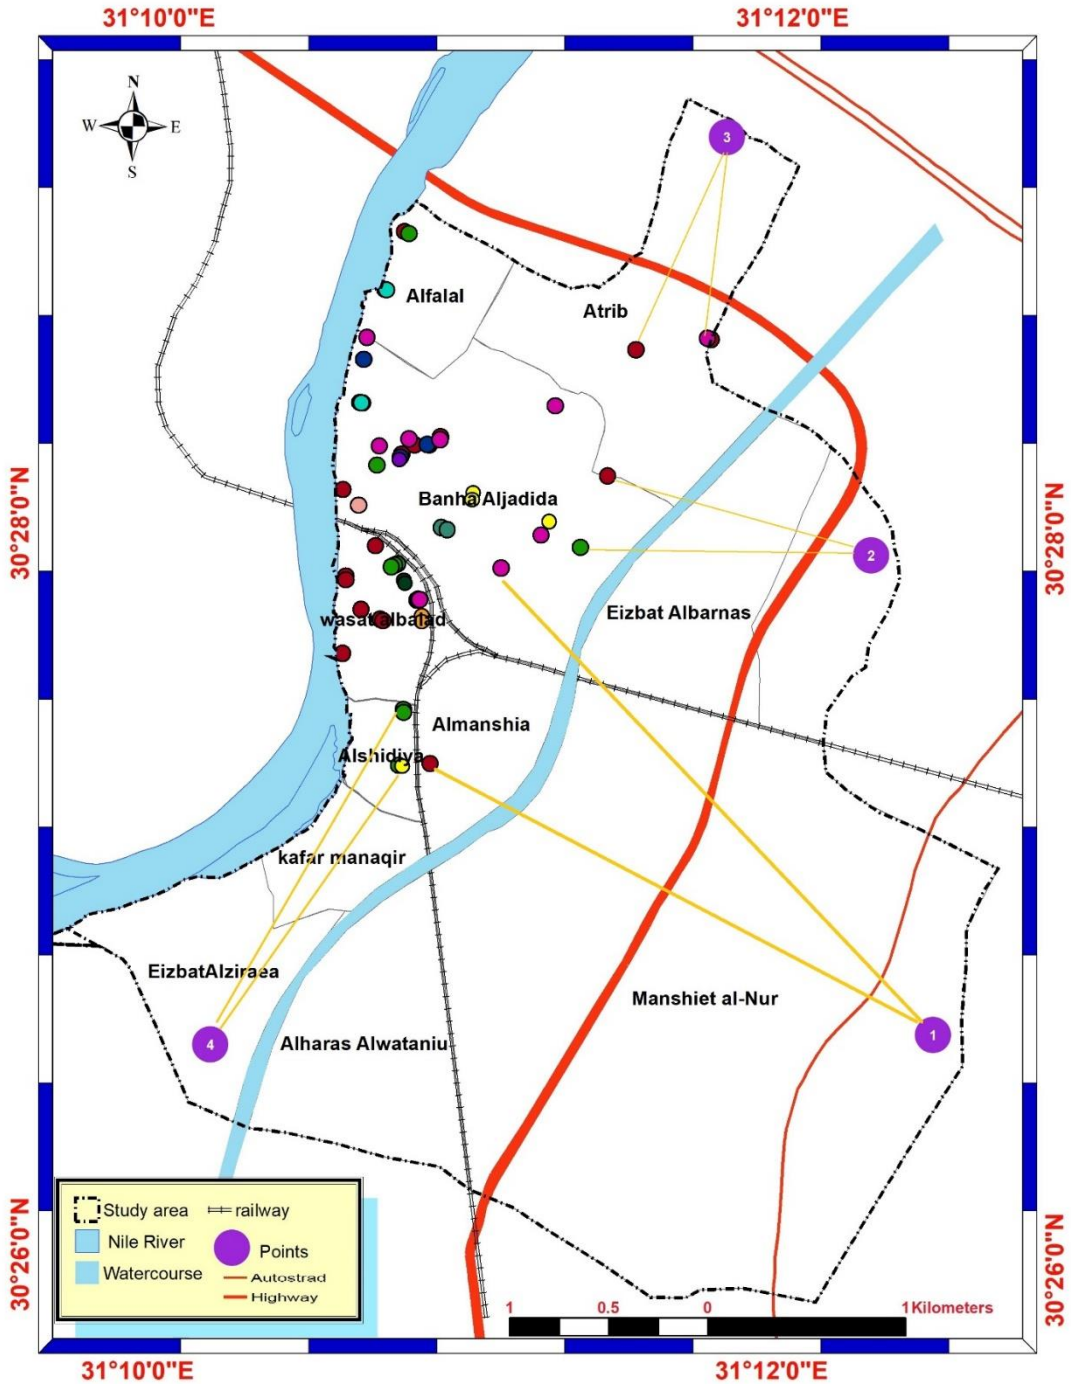 31°10'0"E
31°12'0"E
N
W
E
S
3
Alfalal
Atrib
30°28'0"N
30°28'0"N
Banha Aljadida
2
Eizbat Albarnas
wasat albalad
Almanshia
Alshidiya
kafar manaqir
EizbatAlziraea
Manshiet al-Nur
4
Alharas Alwataniu
1
Study area
railway
Nile River
Points
Watercourse
Autostrad
Highway
30°26'0"N
30°26'0"N
1 0.5 0 1 Kilometers
31°10'0"E
31°12'0"E